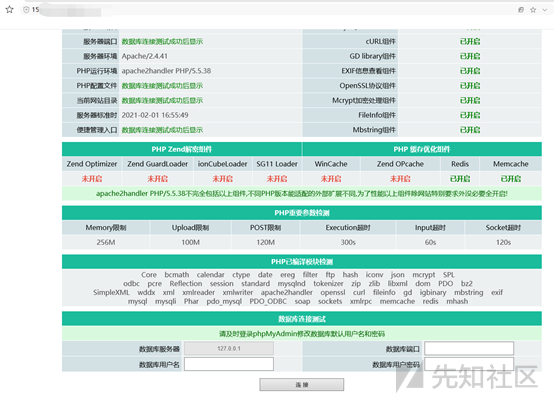 15
服务器端口 数据库连接测试成功后显示 cURL组件 已开启
服务器环境 Apache/2.4.41 GD library组件 已开启
PHP运行环境 apache2handler PHP/5.5.38 EXIF信息查看组件 已开启
PHP配置文件 数据库连接测试成功后显示 OpenSSL协议组件 已开启
当前网站目录 数据库连接测试成功后显示 Mcrypt加密处理组件 已开启
服务器标准时 2021-02-01 16:55:49 FileInfo组件 已开启
便捷管理入口 数据库连接测试成功后显示 Mbstring组件 已开启
PHP Zend解密组件 PHP 缓存优化组件
Zend Optimizer Zend GuardLoader ionCubeLoader SG11 Loader WinCache Zend OPcache Redis Memcache
未开启 未开启 未开启 未开启 未开启 未开启 已开启 已开启
apache2handler PHP/5.5.38不完全包括以上组件,不同PHP版本能适配的外部扩展不同,为了性能以上组件除网站特别要求外没必要全开启!
PHP重要参数检测
Memory限制 Upload限制 POST限制 Execution超时 Input超时 Socket超时
256M 100M 120M 300s 60s 120s
PHP已编译模块检测
Core bcmath calendar ctype date ereg filter ftp hash iconv json mcrypt SPL
odbc pcre Reflection session standard mysqlnd tokenizer zip zlib libxml dom PDO bz2
SimpleXML wddx xml xmlreader xmlwriter apache2handler openssl curl fileinfo gd igbinary mbstring exif
mysql mysqli Phar pdo_mysql PDO_ODBC soap sockets xmlrpc memcache redis mhash
数据库连接测试
请及时登录phpMyAdmin修改数据库默认用户名和密码
数据库服务器 127.0.0.1 数据库端口
数据库用户名 数据库用户密码
连 接
先知社区